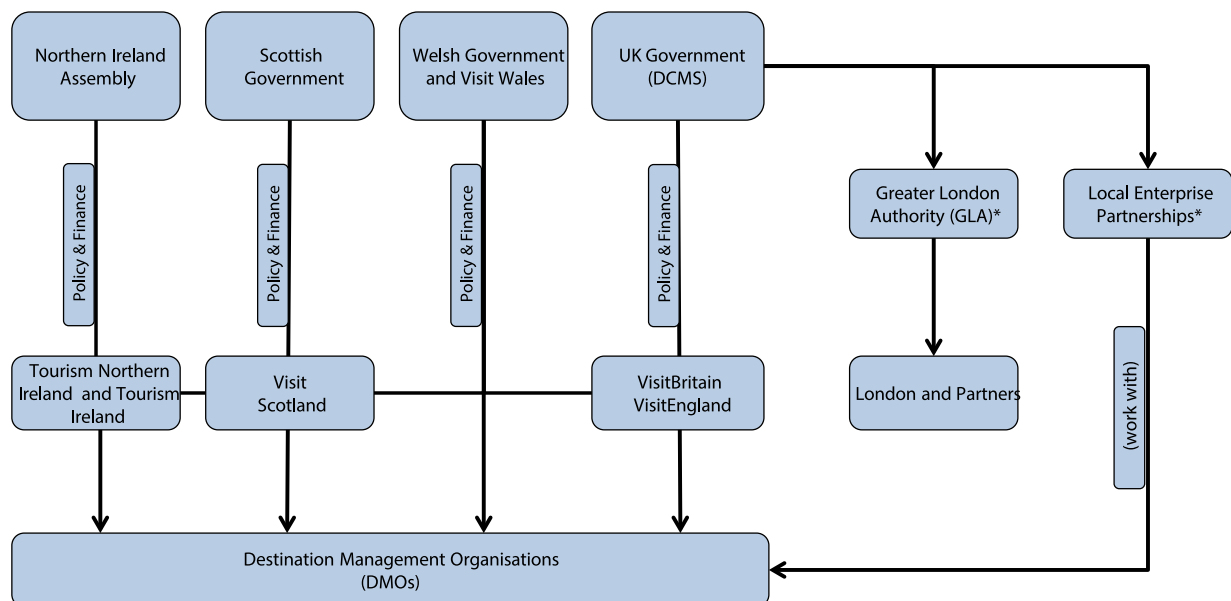 Northern Ireland
Assembly
Scottish
Government
Welsh Government
and Visit Wales
UK Government
(DCMS)
Policy & Finance
Policy & Finance
Policy & Finance
Policy & Finance
Greater London
Authority (GLA)*
Local Enterprise
Partnerships*
Tourism Northern
Ireland and Tourism
Ireland
Visit
Scotland
VisitBritain
VisitEngland
London and Partners
(work with)
Destination Management Organisations
(DMOs)